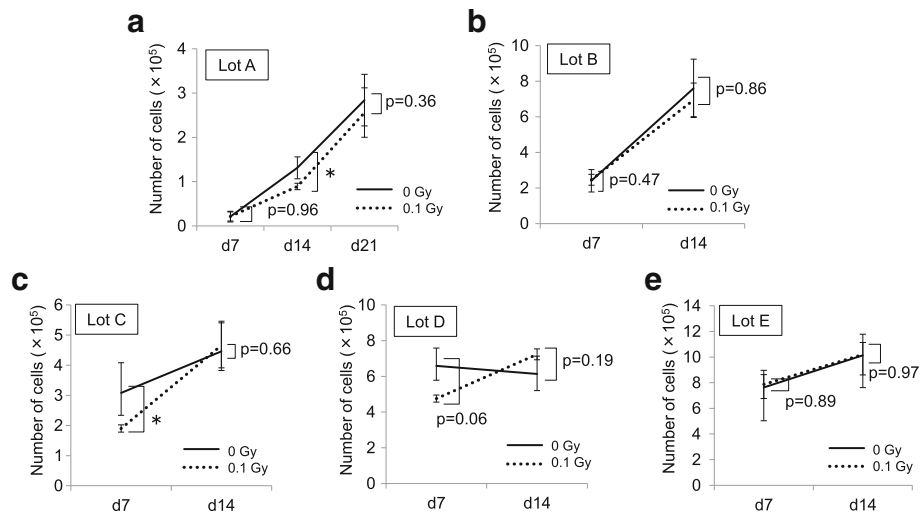 a
Lot A
Number of cells (×10⁵)
4
3
2
1
0
p=0.36
*
p=0.96
0 Gy
0.1 Gy
d7 d14 d21
b
Lot B
Number of cells (×10⁵)
10
8
6
4
2
0
p=0.86
p=0.47
0 Gy
0.1 Gy
d7 d14
c
Lot C
Number of cells (×10⁵)
6
5
4
3
2
1
0
p=0.66
*
0 Gy
0.1 Gy
d7 d14
d
Lot D
Number of cells (×10⁵)
10
8
6
4
2
0
p=0.19
p=0.06
0 Gy
0.1 Gy
d7 d14
e
Lot E
Number of cells (×10⁵)
14
12
10
8
6
4
2
0
p=0.97
p=0.89
0 Gy
0.1 Gy
d7 d14